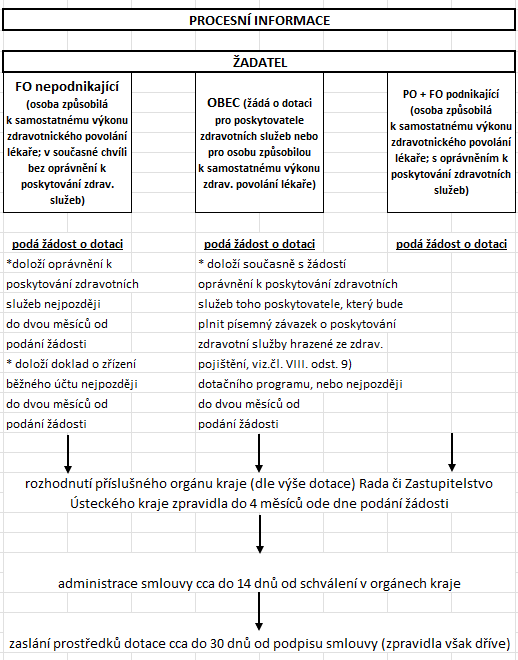 PROCESNÍ INFORMACE
ŽADATEL
FO nepodnikající
(osoba způsobilá
k samostatnému výkonu
zdravotnického povolání
lékaře; v současné chvíli
bez oprávnění k
poskytování zdrav.
služeb)
OBEC (žádá o dotaci
pro poskytovatele
zdravotních služeb nebo
pro osobu způsobilou
k samostatnému výkonu
zdrav. povolání lékaře)
PO + FO podnikající
(osoba způsobilá
k samostatnému výkonu
zdravotnického povolání
lékaře; s oprávněním k
poskytování zdravotních
služeb)
podá žádost o dotaci
*doloží oprávnění k
poskytování zdravotních
služeb nejpozději
do dvou měsíců od
podání žádosti
* doloží doklad o zřízení
běžného účtu nejpozději
do dvou měsíců od
podání žádosti
podá žádost o dotaci
* doloží současně s žádostí
oprávnění k poskytování zdravotních
služeb toho poskytovatele, který bude
plnit písemný závazek o poskytování
zdravotní služby hrazené ze zdrav.
pojištění, viz.čl. VIII. odst. 9)
dotačního programu, nebo nejpozději
do dvou měsíců od
podání žádosti
podá žádost o dotaci
rozhodnutí příslušného orgánu kraje (dle výše dotace) Rada či Zastupitelstvo
Ústeckého kraje zpravidla do 4 měsíců ode dne podání žádosti
administrace smlouvy cca do 14 dnů od schválení v orgánech kraje
zaslání prostředků dotace cca do 30 dnů od podpisu smlouvy (zpravidla však dříve)